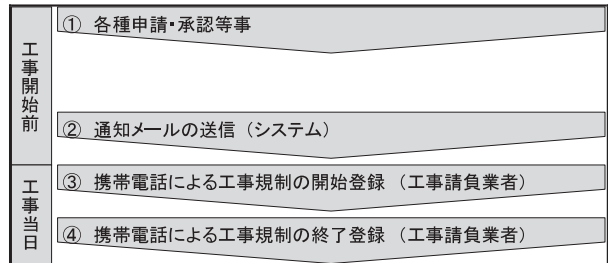 工事開始前
① 各種申請・承認等事
② 通知メールの送信 (システム)
工事当日
③ 携帯電話による工事規制の開始登録 (工事請負業者)
④ 携帯電話による工事規制の終了登録 (工事請負業者)